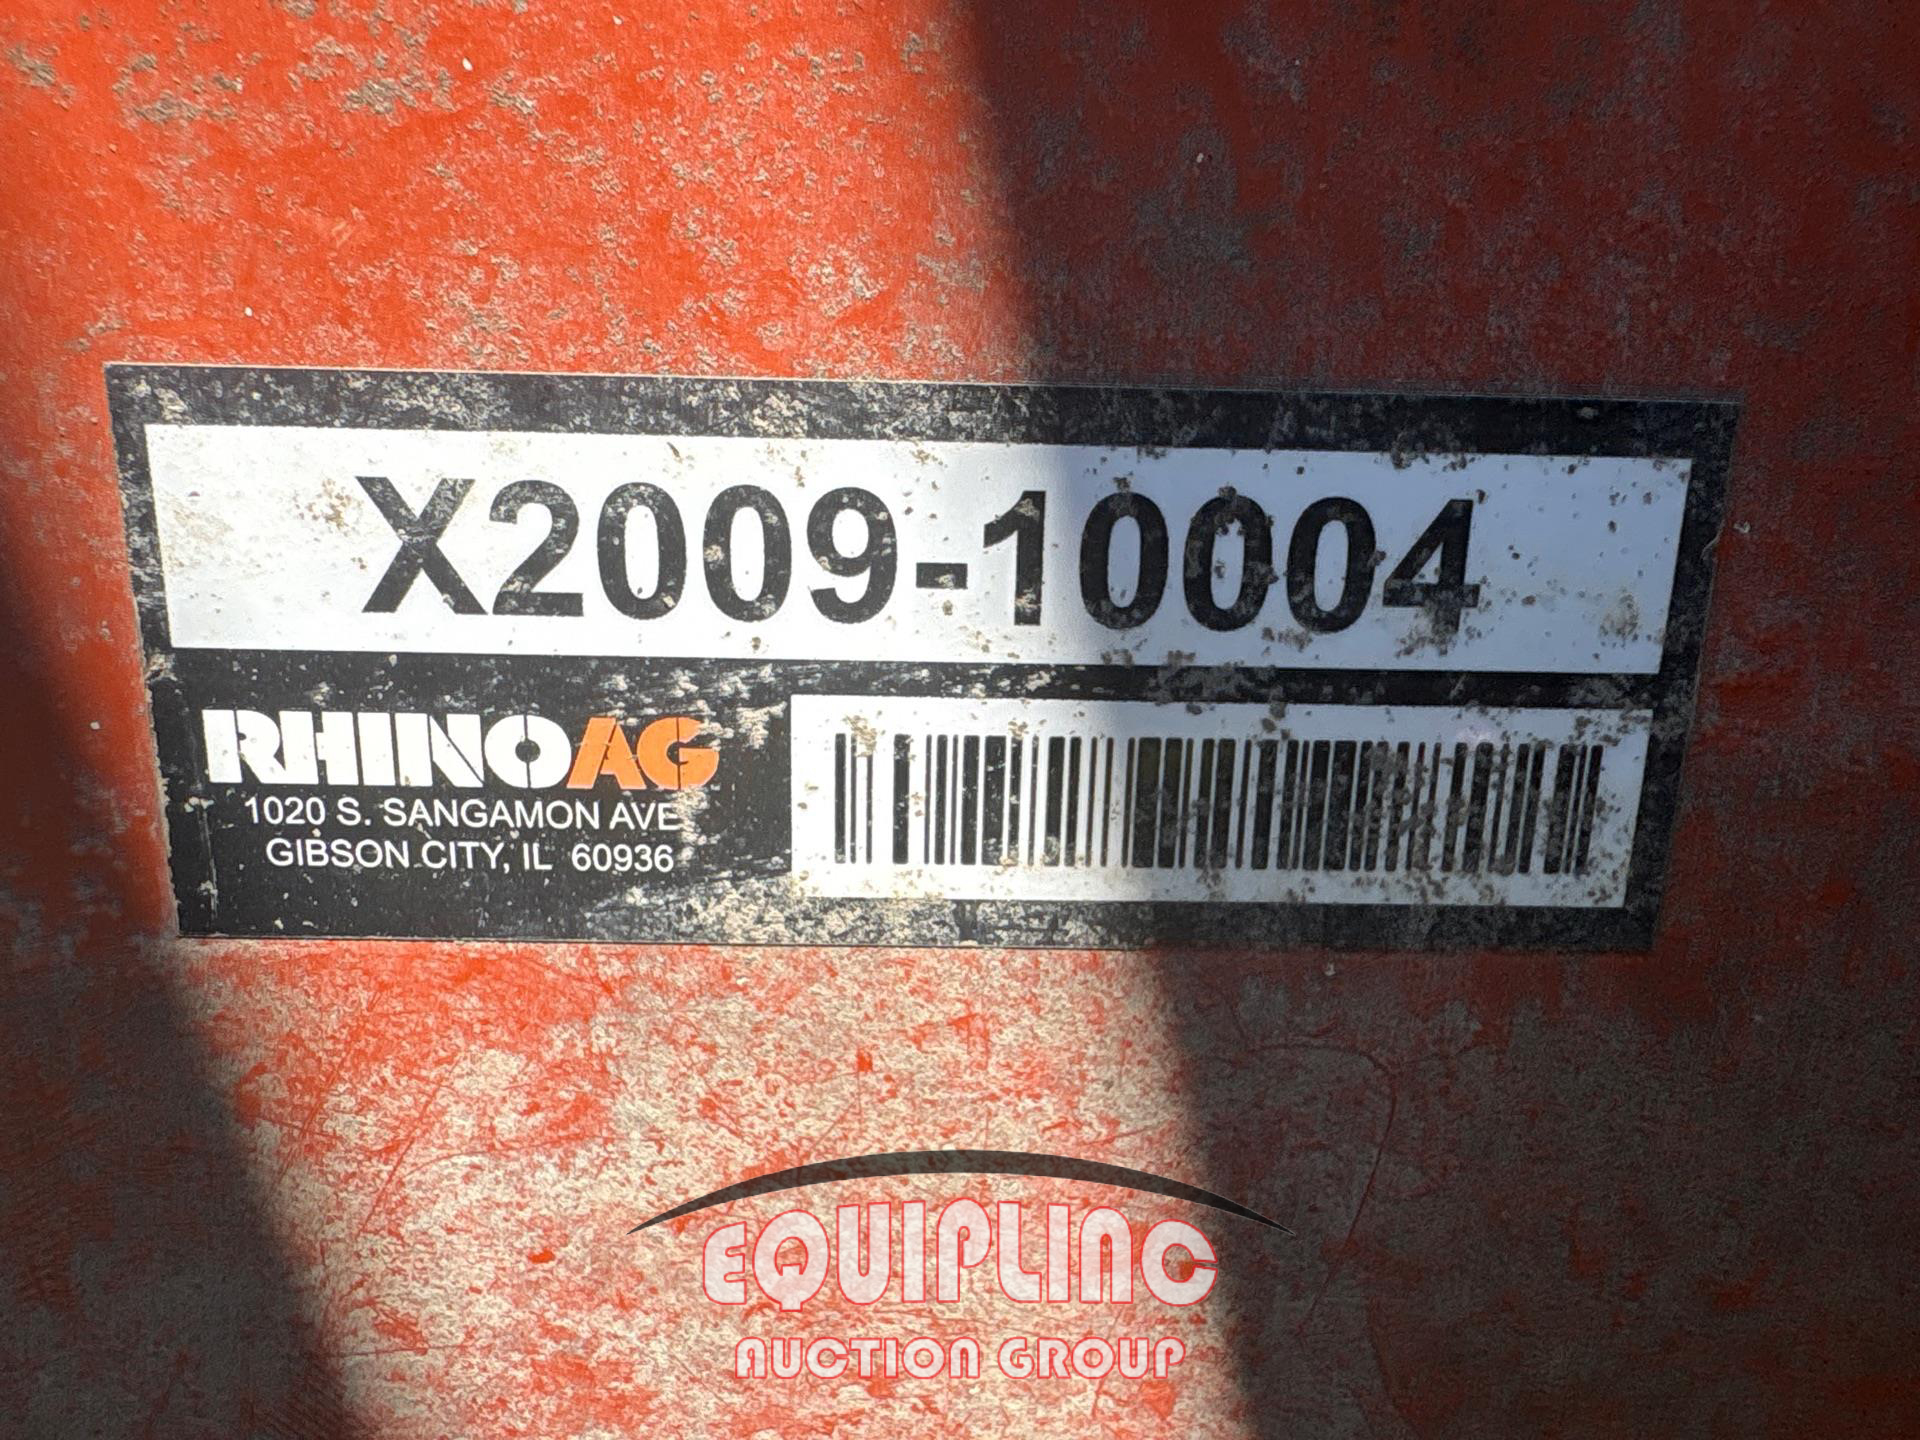 X2009-10004
RHINOAG
1020 S. SANGAMON AVE
GIBSON CITY, IL 60936
EQUIPLINC
AUCTION GROUP